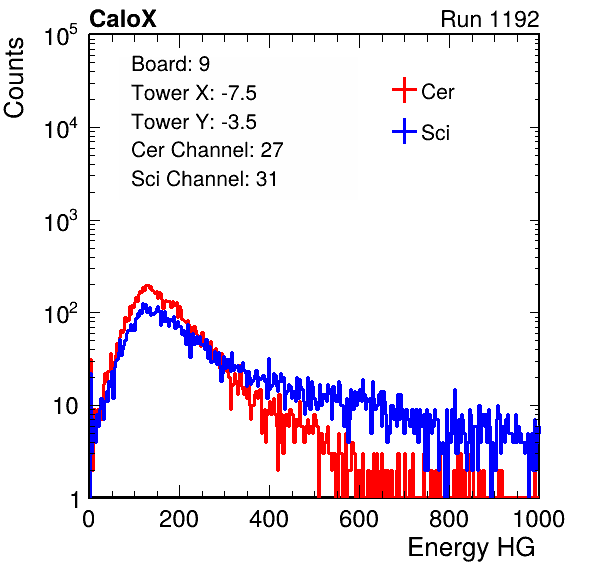 CaloX Run 1192
Counts
Board: 9
Tower X: -7.5
Tower Y: -3.5
Cer Channel: 27
Sci Channel: 31
Cer
Sci
10^5
10^4
10^3
10^2
10
1
0 200 400 600 800 1000
Energy HG